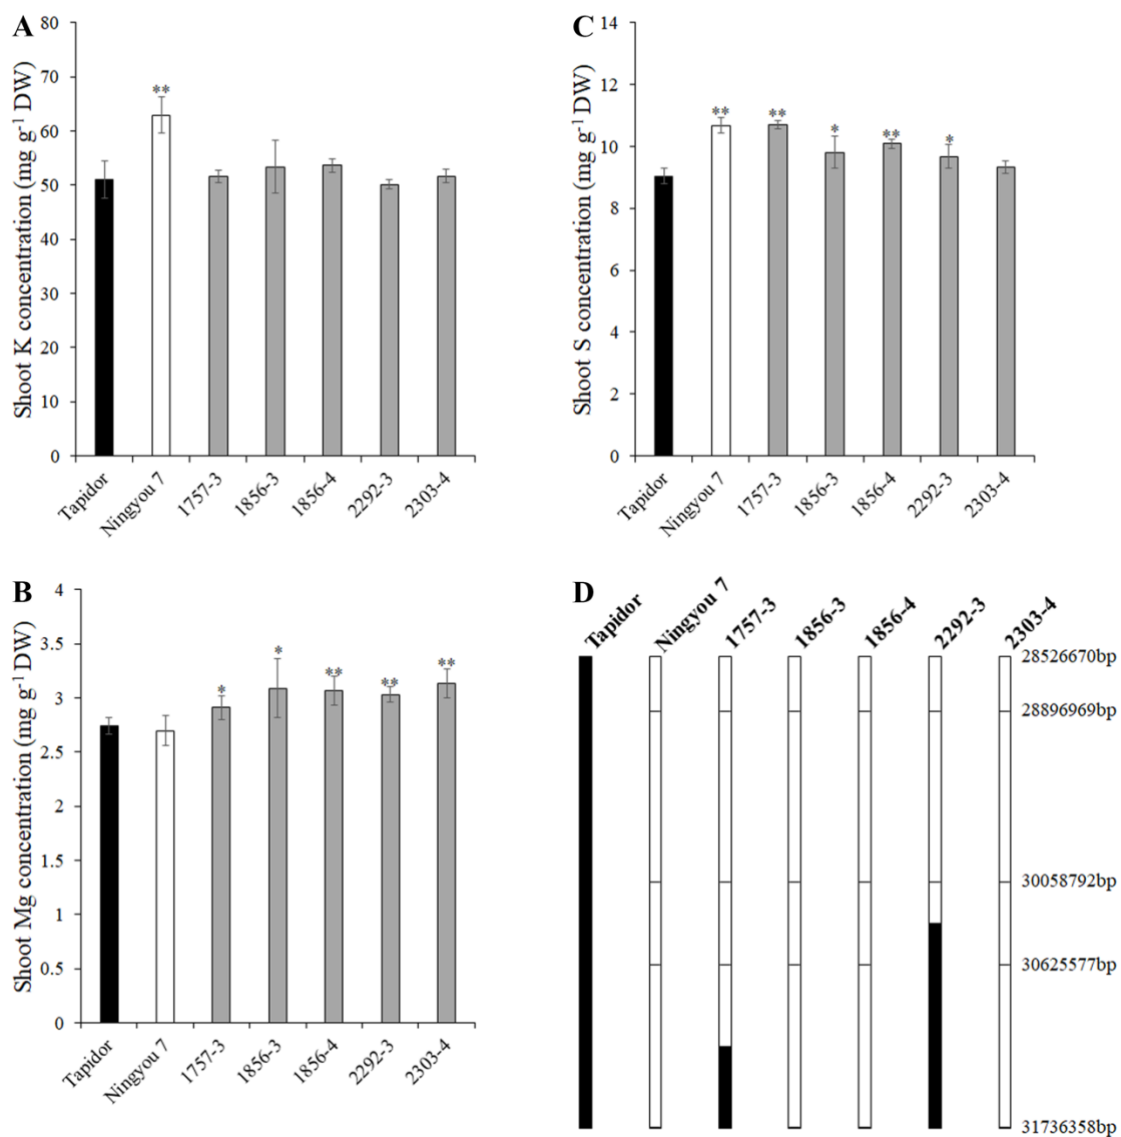 A
Shoot K concentration (mg g-1 DW)
80
70
60
50
40
30
20
10
0
**
Tapidor
Ningyou 7
1757-3
1856-3
1856-4
2292-3
2303-4
C
Shoot S concentration (mg g-1 DW)
14
12
10
8
6
4
2
0
**
**
*
**
*
Tapidor
Ningyou 7
1757-3
1856-3
1856-4
2292-3
2303-4
B
Shoot Mg concentration (mg g-1 DW)
4
3.5
3
2.5
2
1.5
1
0.5
0
*
*
**
**
**
Tapidor
Ningyou 7
1757-3
1856-3
1856-4
2292-3
2303-4
D
Tapidor
Ningyou 7
1757-3
1856-3
1856-4
2292-3
2303-4
28526670bp
28896969bp
30058792bp
30625577bp
31736358bp